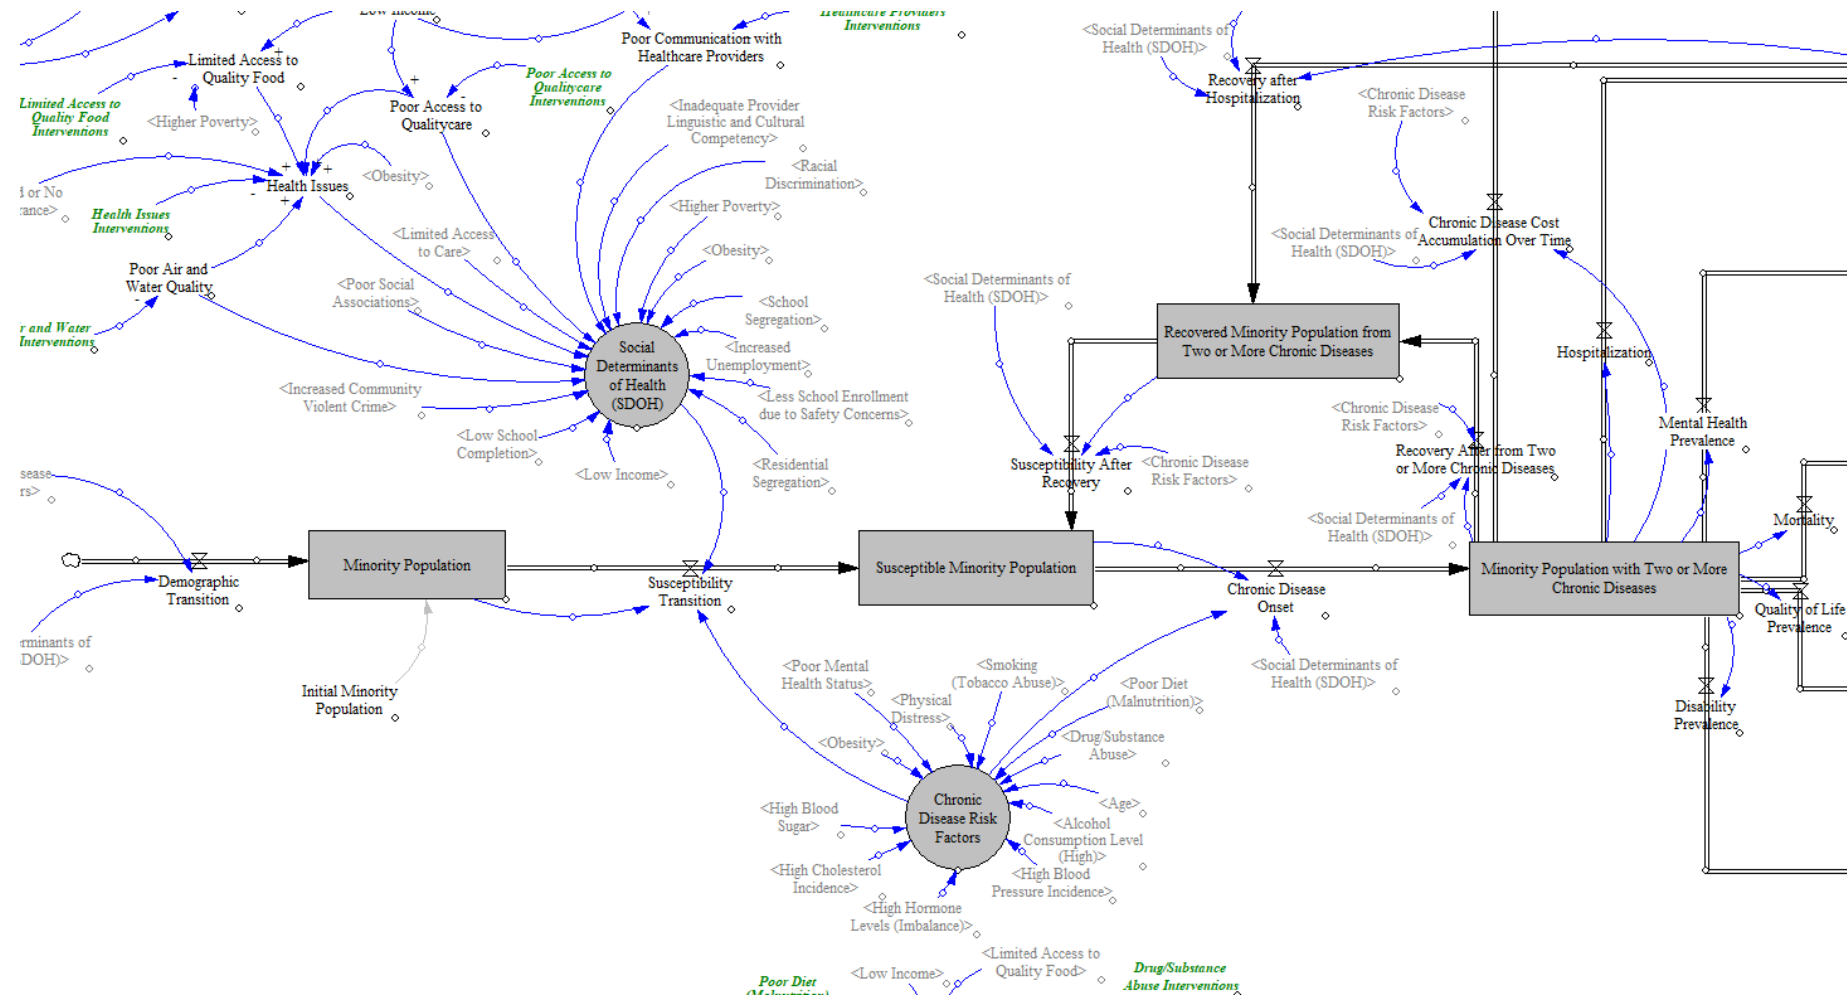 Low Income
Healthcare Providers
Interventions
Poor Communication with
Healthcare Providers
<Social Determinants of
Health (SDOH)>
Limited Access to
Quality Food
Poor Access to
Qualitycare
Interventions
Recovery after
Hospitalization
Limited Access to
Quality Food
Interventions
<Higher Poverty>
Poor Access to
Qualitycare
<Inadequate Provider
Linguistic and Cultural
Competency>
<Chronic Disease
Risk Factors>
<Racial
Discrimination>
<Obesity>
Health Issues
d or No
rance>
Health Issues
Interventions
<Higher Poverty>
<Limited Access
to Care>
<Obesity>
Chronic Disease Cost
Accumulation Over Time
<Social Determinants of
Health (SDOH)>
Poor Air and
Water Quality
<Poor Social
Associations>
<School
Segregation>
<Social Determinants of
Health (SDOH)>
r and Water
Interventions
Social
Determinants
of Health
(SDOH)
<Increased
Unemployment>
Recovered Minority Population from
Two or More Chronic Diseases
Hospitalization
<Increased Community
Violent Crime>
<Less School Enrollment
due to Safety Concerns>
<Chronic Disease
Risk Factors>
Mental Health
Prevalence
<Low School
Completion>
<Low Income>
<Residential
Segregation>
Susceptibility After
Recovery
<Chronic Disease
Risk Factors>
Recovery After from Two
or More Chronic Diseases
sease
rs>
<Social Determinants of
Health (SDOH)>
Mortality
Minority Population
Susceptible Minority Population
Minority Population with Two or More
Chronic Diseases
Demographic
Transition
Susceptibility
Transition
Chronic Disease
Onset
Quality of Life
Prevalence
rminants of
DOH)>
Initial Minority
Population
<Poor Mental
Health Status>
<Smoking
(Tobacco Abuse)>
<Social Determinants of
Health (SDOH)>
<Physical
Distress>
<Poor Diet
(Malnutrition)>
Disability
Prevalence
<Obesity>
<Drug/Substance
Abuse>
Chronic
Disease Risk
Factors
<High Blood
Sugar>
<Age>
<Alcohol
Consumption Level
(High)>
<High Cholesterol
Incidence>
<High Blood
Pressure Incidence>
<High Hormone
Levels (Imbalance)>
<Low Income>
<Limited Access to
Quality Food>
Poor Diet
(Malnutrition)
Drug/Substance
Abuse Interventions